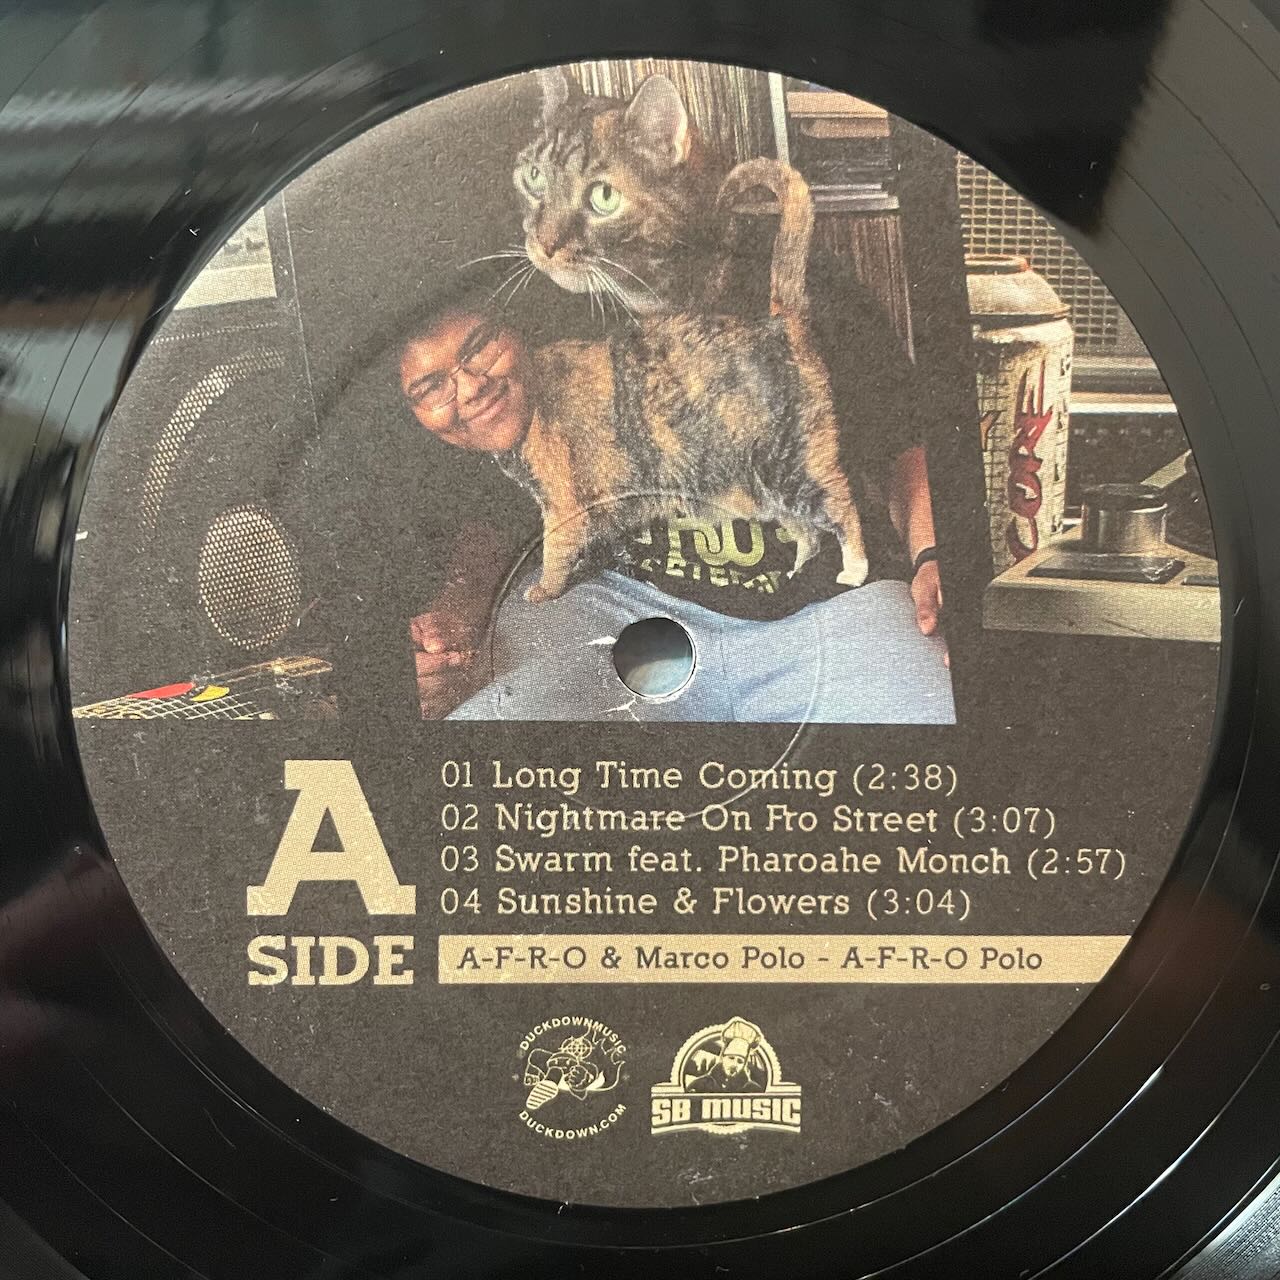 A
SIDE
01 Long Time Coming (2:38)
02 Nightmare On Fro Street (3:07)
03 Swarm feat. Pharoahe Monch (2:57)
04 Sunshine & Flowers (3:04)
A-F-R-O & Marco Polo - A-F-R-O Polo
DUCKDOWNMUSIC
DUCKDOWN.COM
SB MUSIC